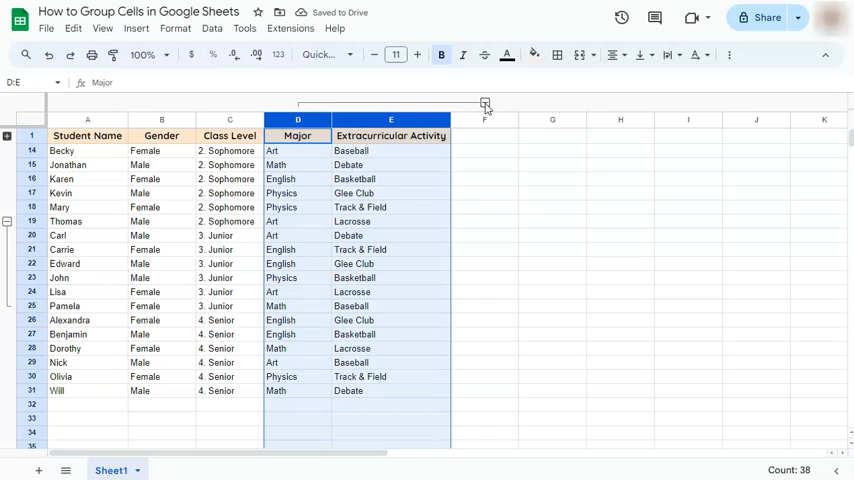 How to Group Cells in Google Sheets Saved to Drive
File Edit View Insert Format Data Tools Extensions Help
Share
100% $ % .0 .00 123 Quick... 11 B I A
D:E fx Major
A B C D E F G H I J K
1 Student Name Gender Class Level Major Extracurricular Activity
14 Becky Female 2. Sophomore Art Baseball
15 Jonathan Male 2. Sophomore Math Debate
16 Karen Female 2. Sophomore English Basketball
17 Kevin Male 2. Sophomore Physics Glee Club
18 Mary Female 2. Sophomore Physics Track & Field
19 Thomas Male 2. Sophomore Art Lacrosse
20 Carl Male 3. Junior Art Debate
21 Carrie Female 3. Junior English Track & Field
22 Edward Male 3. Junior English Glee Club
23 John Male 3. Junior Physics Basketball
24 Lisa Female 3. Junior Art Lacrosse
25 Pamela Female 3. Junior Math Baseball
26 Alexandra Female 4. Senior English Glee Club
27 Benjamin Male 4. Senior English Basketball
28 Dorothy Female 4. Senior Math Lacrosse
29 Nick Male 4. Senior Art Baseball
30 Olivia Female 4. Senior Physics Track & Field
31 Will Male 4. Senior Math Debate
32
33
34
35
Sheet1 Count: 38